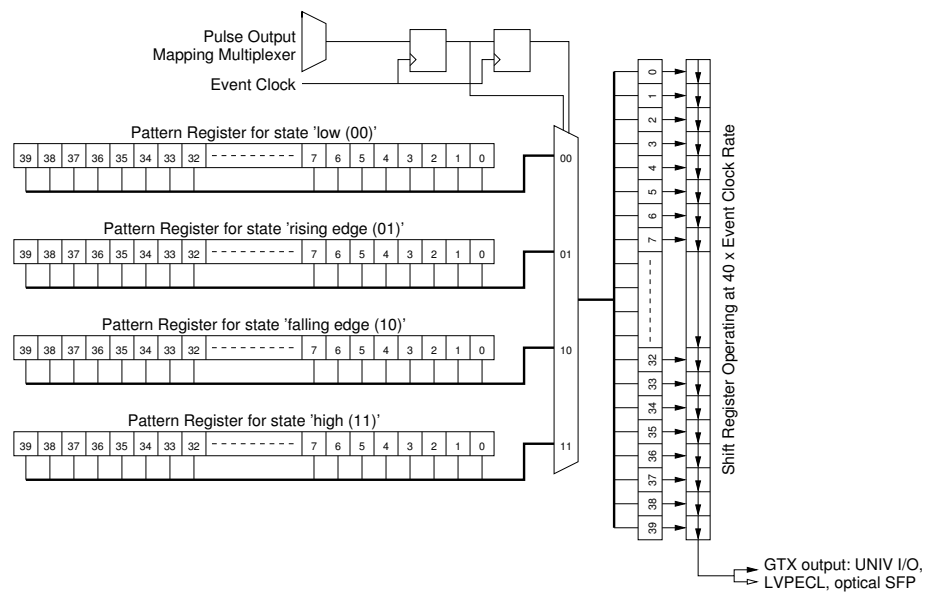 Pulse Output
Mapping Multiplexer
Event Clock
Pattern Register for state 'low (00)'
39 38 37 36 35 34 33 32 7 6 5 4 3 2 1 0
00
Pattern Register for state 'rising edge (01)'
39 38 37 36 35 34 33 32 7 6 5 4 3 2 1 0
01
Pattern Register for state 'falling edge (10)'
39 38 37 36 35 34 33 32 7 6 5 4 3 2 1 0
10
Pattern Register for state 'high (11)'
39 38 37 36 35 34 33 32 7 6 5 4 3 2 1 0
11
0
1
2
3
4
5
6
7
32
33
34
35
36
37
38
39
Shift Register Operating at 40 x Event Clock Rate
GTX output: UNIV I/O,
LVPECL, optical SFP